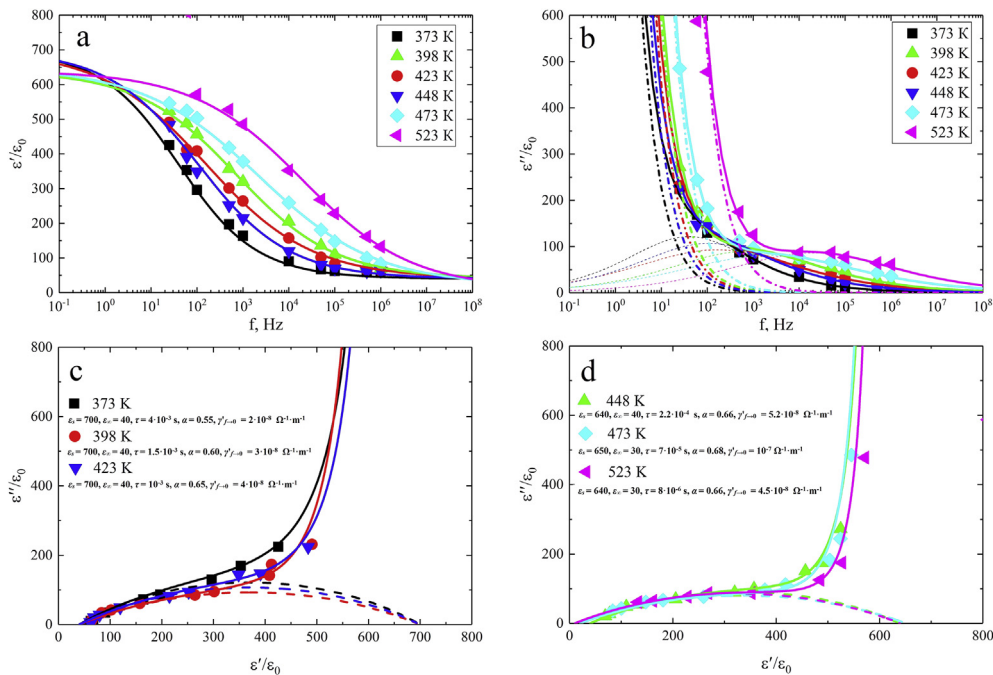 a
373 K
398 K
423 K
448 K
473 K
523 K
ε′/ε0
800
700
600
500
400
300
200
100
0
10-1 100 101 102 103 104 105 106 107 108
f, Hz
b
373 K
398 K
423 K
448 K
473 K
523 K
ε″/ε0
600
500
400
300
200
100
0
10-1 100 101 102 103 104 105 106 107 108
f, Hz
c
373 K
εs = 700, ε∞ = 40, τ = 4·10-3 s, α = 0.55, γ′f→0 = 2·10-8 Ω-1·m-1
398 K
εs = 700, ε∞ = 40, τ = 1.5·10-3 s, α = 0.60, γ′f→0 = 3·10-8 Ω-1·m-1
423 K
εs = 700, ε∞ = 40, τ = 10-3 s, α = 0.65, γ′f→0 = 4·10-8 Ω-1·m-1
ε″/ε0
800
600
400
200
0
0 100 200 300 400 500 600 700 800
ε′/ε0
d
448 K
εs = 640, ε∞ = 40, τ = 2.2·10-4 s, α = 0.66, γ′f→0 = 5.2·10-8 Ω-1·m-1
473 K
εs = 650, ε∞ = 30, τ = 7·10-5 s, α = 0.68, γ′f→0 = 10-7 Ω-1·m-1
523 K
εs = 640, ε∞ = 30, τ = 8·10-6 s, α = 0.66, γ′f→0 = 4.5·10-8 Ω-1·m-1
ε″/ε0
800
600
400
200
0
0 200 400 600 800
ε′/ε0